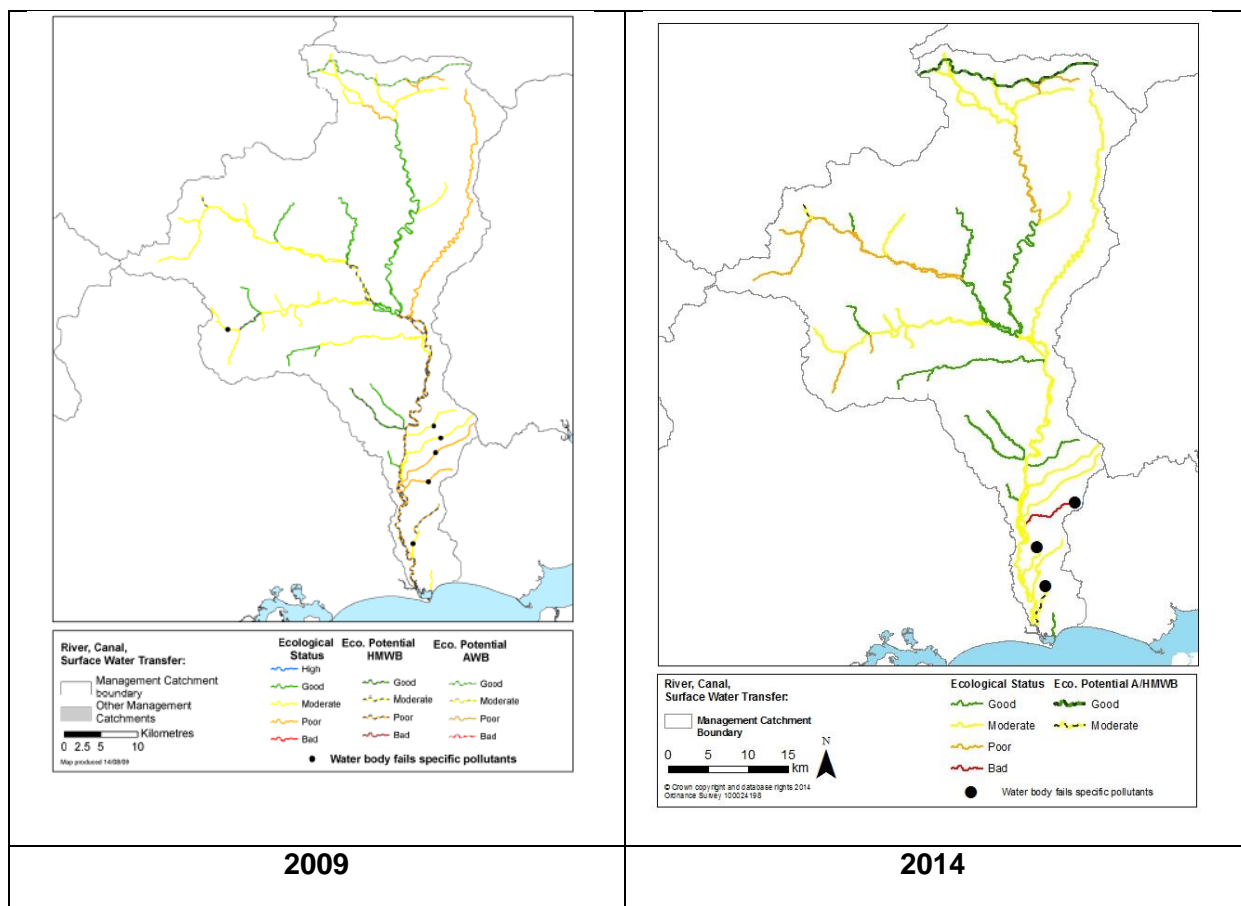 River, Canal,
Surface Water Transfer:
Management Catchment
boundary
Other Management
Catchments
Kilometres
0 2.5 5 10
Map produced 14/08/09
Ecological
Status
High
Good
Moderate
Poor
Bad
Eco. Potential
HMWB
Good
Moderate
Poor
Bad
Eco. Potential
AWB
Good
Moderate
Poor
Bad
Water body fails specific pollutants
2009
River, Canal,
Surface Water Transfer:
Management Catchment
Boundary
0 5 10 15
km
N
© Crown copyright and database rights 2014
Ordnance Survey 100024198
Ecological Status
Good
Moderate
Poor
Bad
Eco. Potential A/HMWB
Good
Moderate
Water body fails specific pollutants
2014